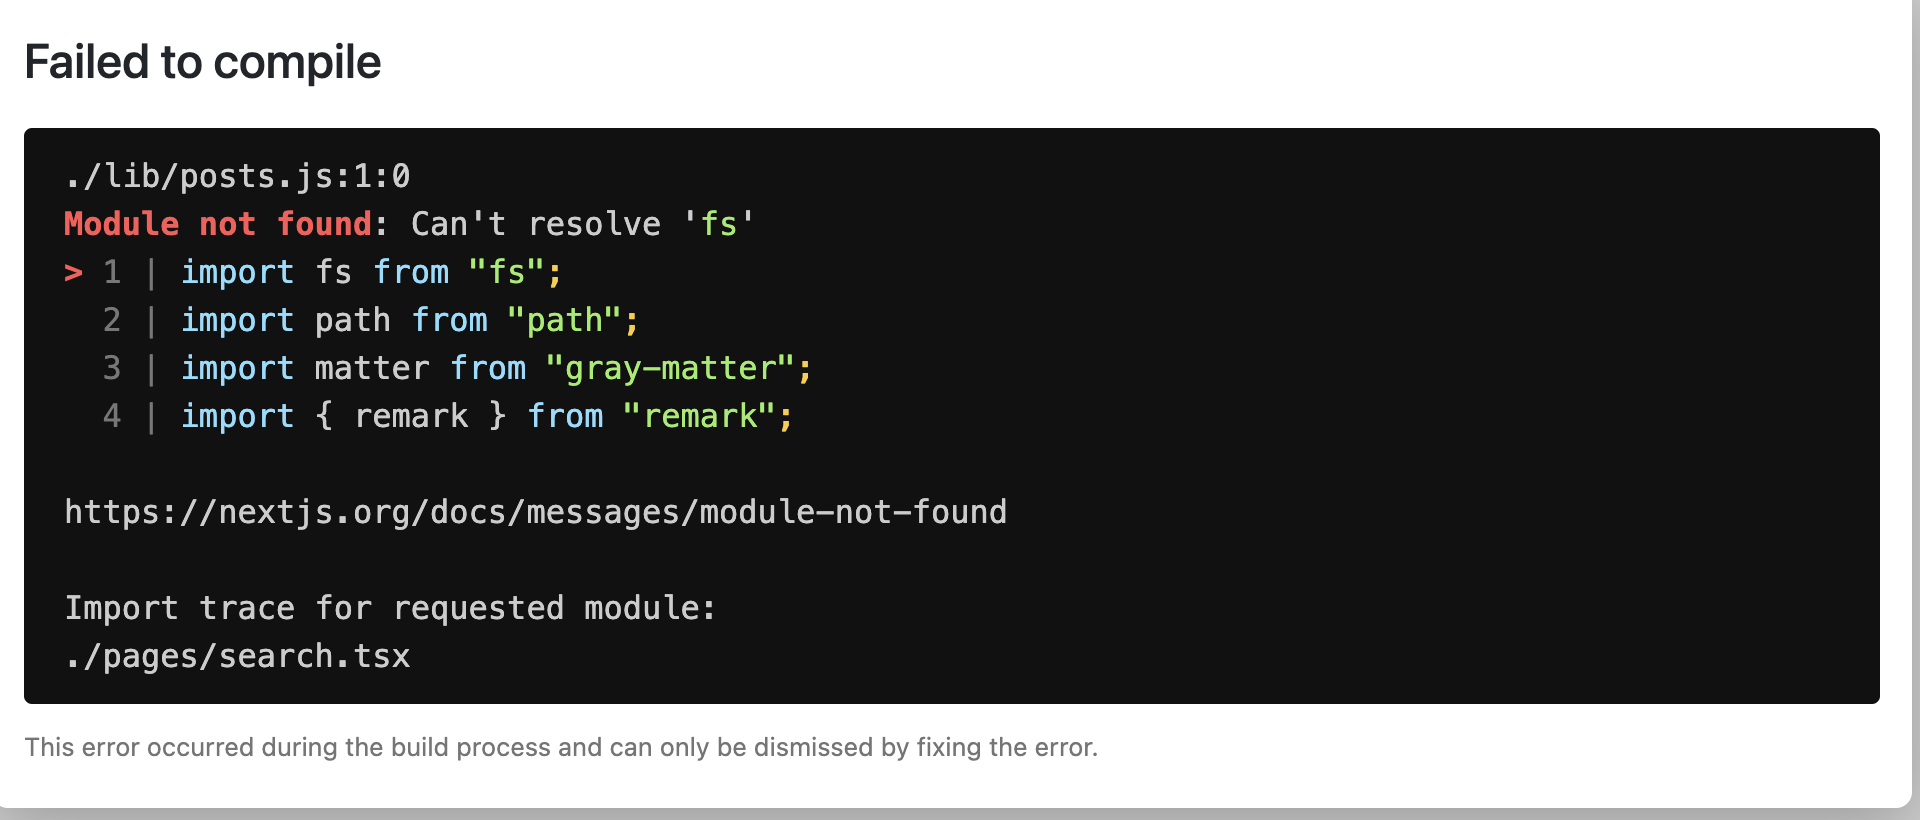 Failed to compile
./lib/posts.js:1:0
Module not found: Can't resolve 'fs'
> 1 | import fs from "fs";
  2 | import path from "path";
  3 | import matter from "gray-matter";
  4 | import { remark } from "remark";
https://nextjs.org/docs/messages/module-not-found
Import trace for requested module:
./pages/search.tsx
This error occurred during the build process and can only be dismissed by fixing the error.